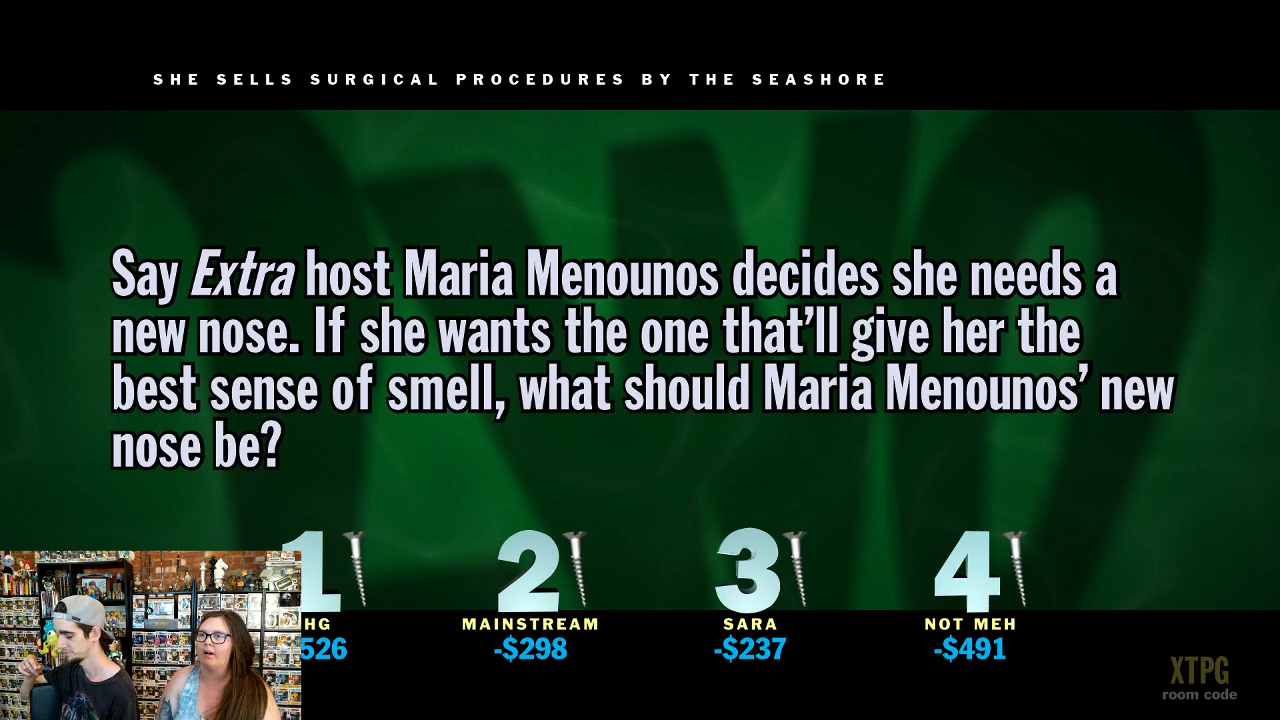 SHE SELLS SURGICAL PROCEDURES BY THE SEASHORE
Say Extra host Maria Menounos decides she needs a
new nose. If she wants the one that'll give her the
best sense of smell, what should Maria Menounos' new
nose be?
1 2 3 4
HG MAINSTREAM SARA NOT MEH
526 -$298 -$237 -$491
XTPG
room code